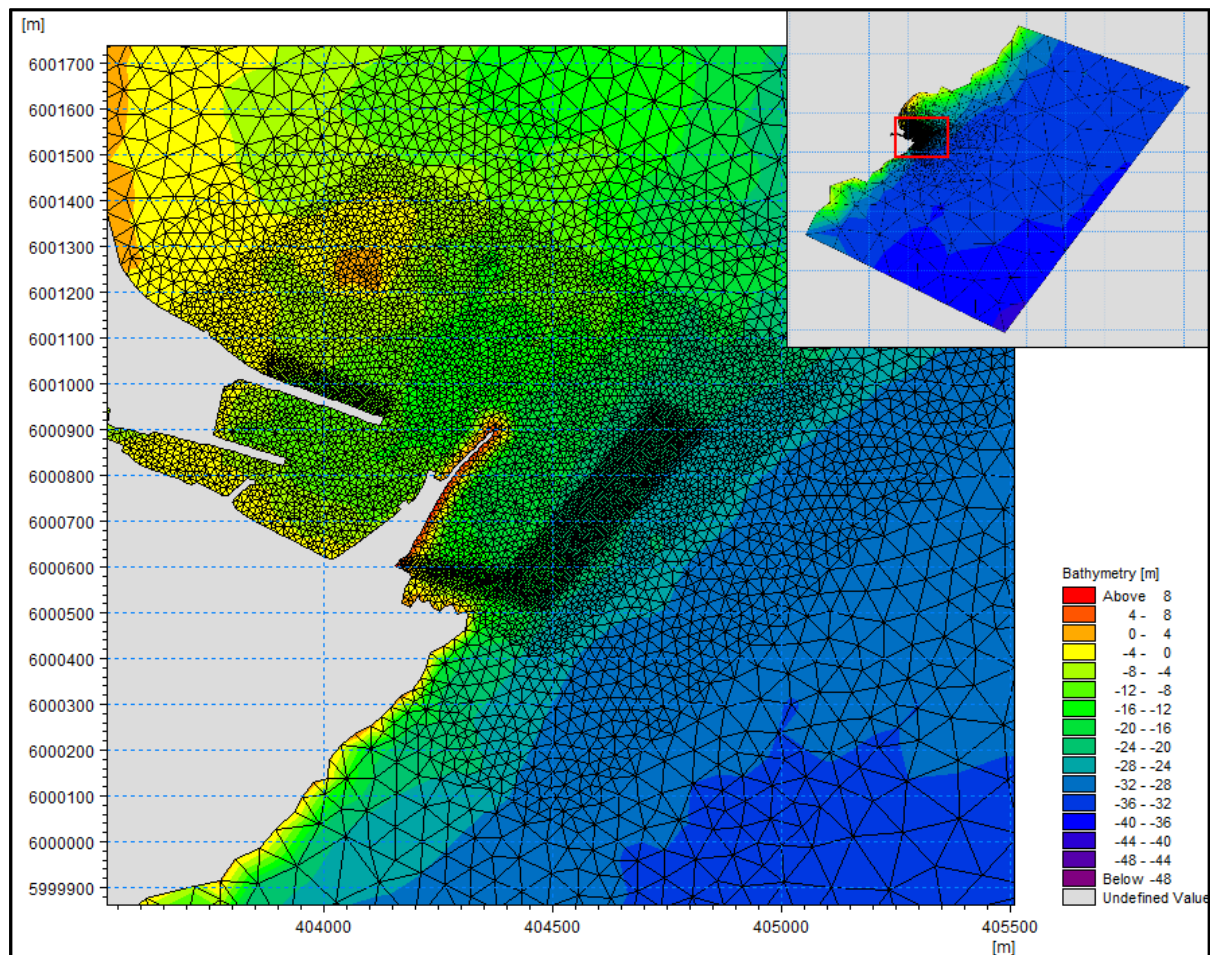 [m]
6001700
6001600
6001500
6001400
6001300
6001200
6001100
6001000
6000900
6000800
6000700
6000600
6000500
6000400
6000300
6000200
6000100
6000000
5999900
404000 404500 405000 405500
[m]
Bathymetry [m]
Above 8
4 - 8
0 - 4
-4 - 0
-8 - -4
-12 - -8
-16 - -12
-20 - -16
-24 - -20
-28 - -24
-32 - -28
-36 - -32
-40 - -36
-44 - -40
-48 - -44
Below -48
Undefined Value